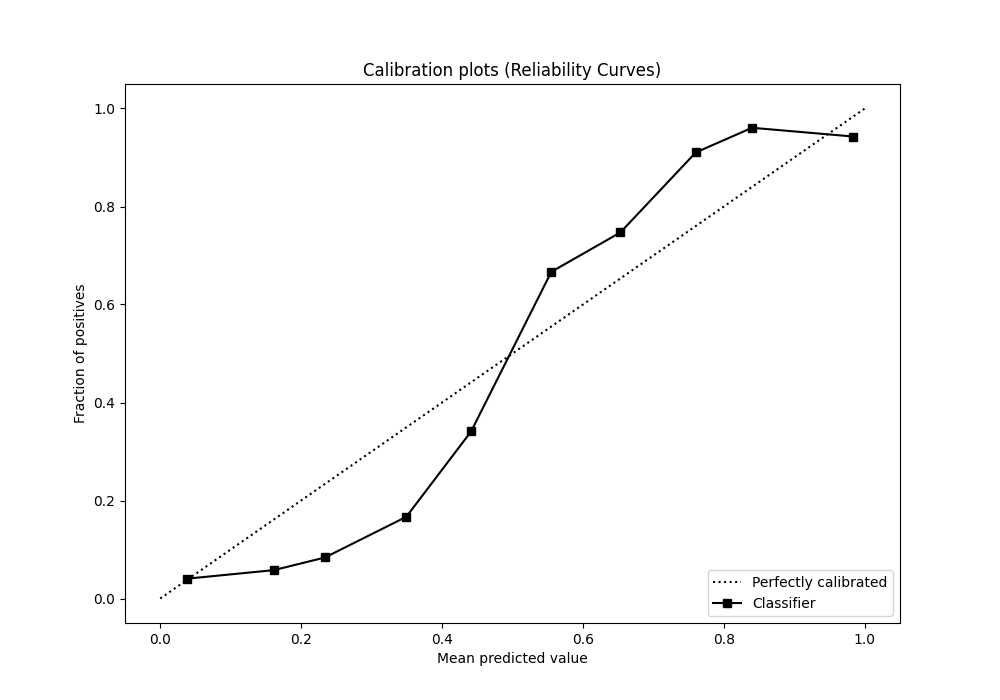 Calibration plots (Reliability Curves)
1.0
0.8
0.6
0.4
0.2
0.0
Fraction of positives
0.0 0.2 0.4 0.6 0.8 1.0
Mean predicted value
Perfectly calibrated
Classifier